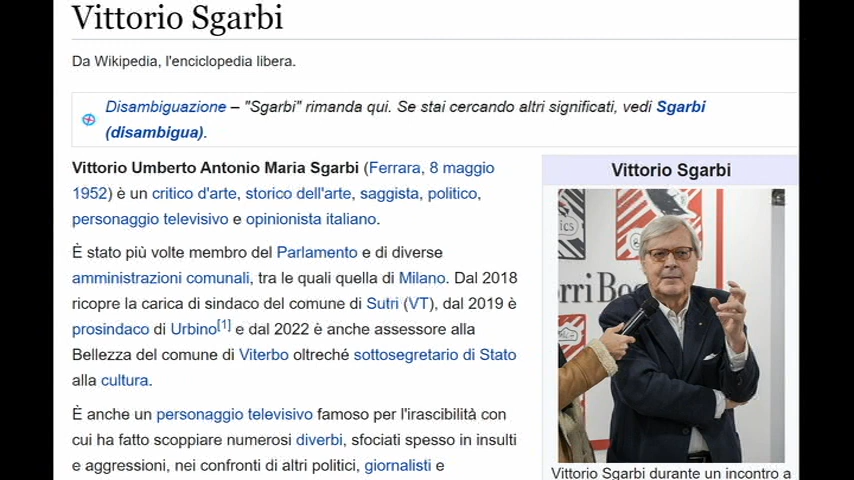 Vittorio Sgarbi
Da Wikipedia, l'enciclopedia libera.
Disambiguazione – "Sgarbi" rimanda qui. Se stai cercando altri significati, vedi Sgarbi
(disambigua).
Vittorio Umberto Antonio Maria Sgarbi (Ferrara, 8 maggio
1952) è un critico d'arte, storico dell'arte, saggista, politico,
personaggio televisivo e opinionista italiano.
È stato più volte membro del Parlamento e di diverse
amministrazioni comunali, tra le quali quella di Milano. Dal 2018
ricopre la carica di sindaco del comune di Sutri (VT), dal 2019 è
prosindaco di Urbino[1] e dal 2022 è anche assessore alla
Bellezza del comune di Viterbo oltreché sottosegretario di Stato
alla cultura.
È anche un personaggio televisivo famoso per l'irascibilità con
cui ha fatto scoppiare numerosi diverbi, sfociati spesso in insulti
e aggressioni, nei confronti di altri politici, giornalisti e
Vittorio Sgarbi
ics
orri Bo
Vittorio Sgarbi durante un incontro a